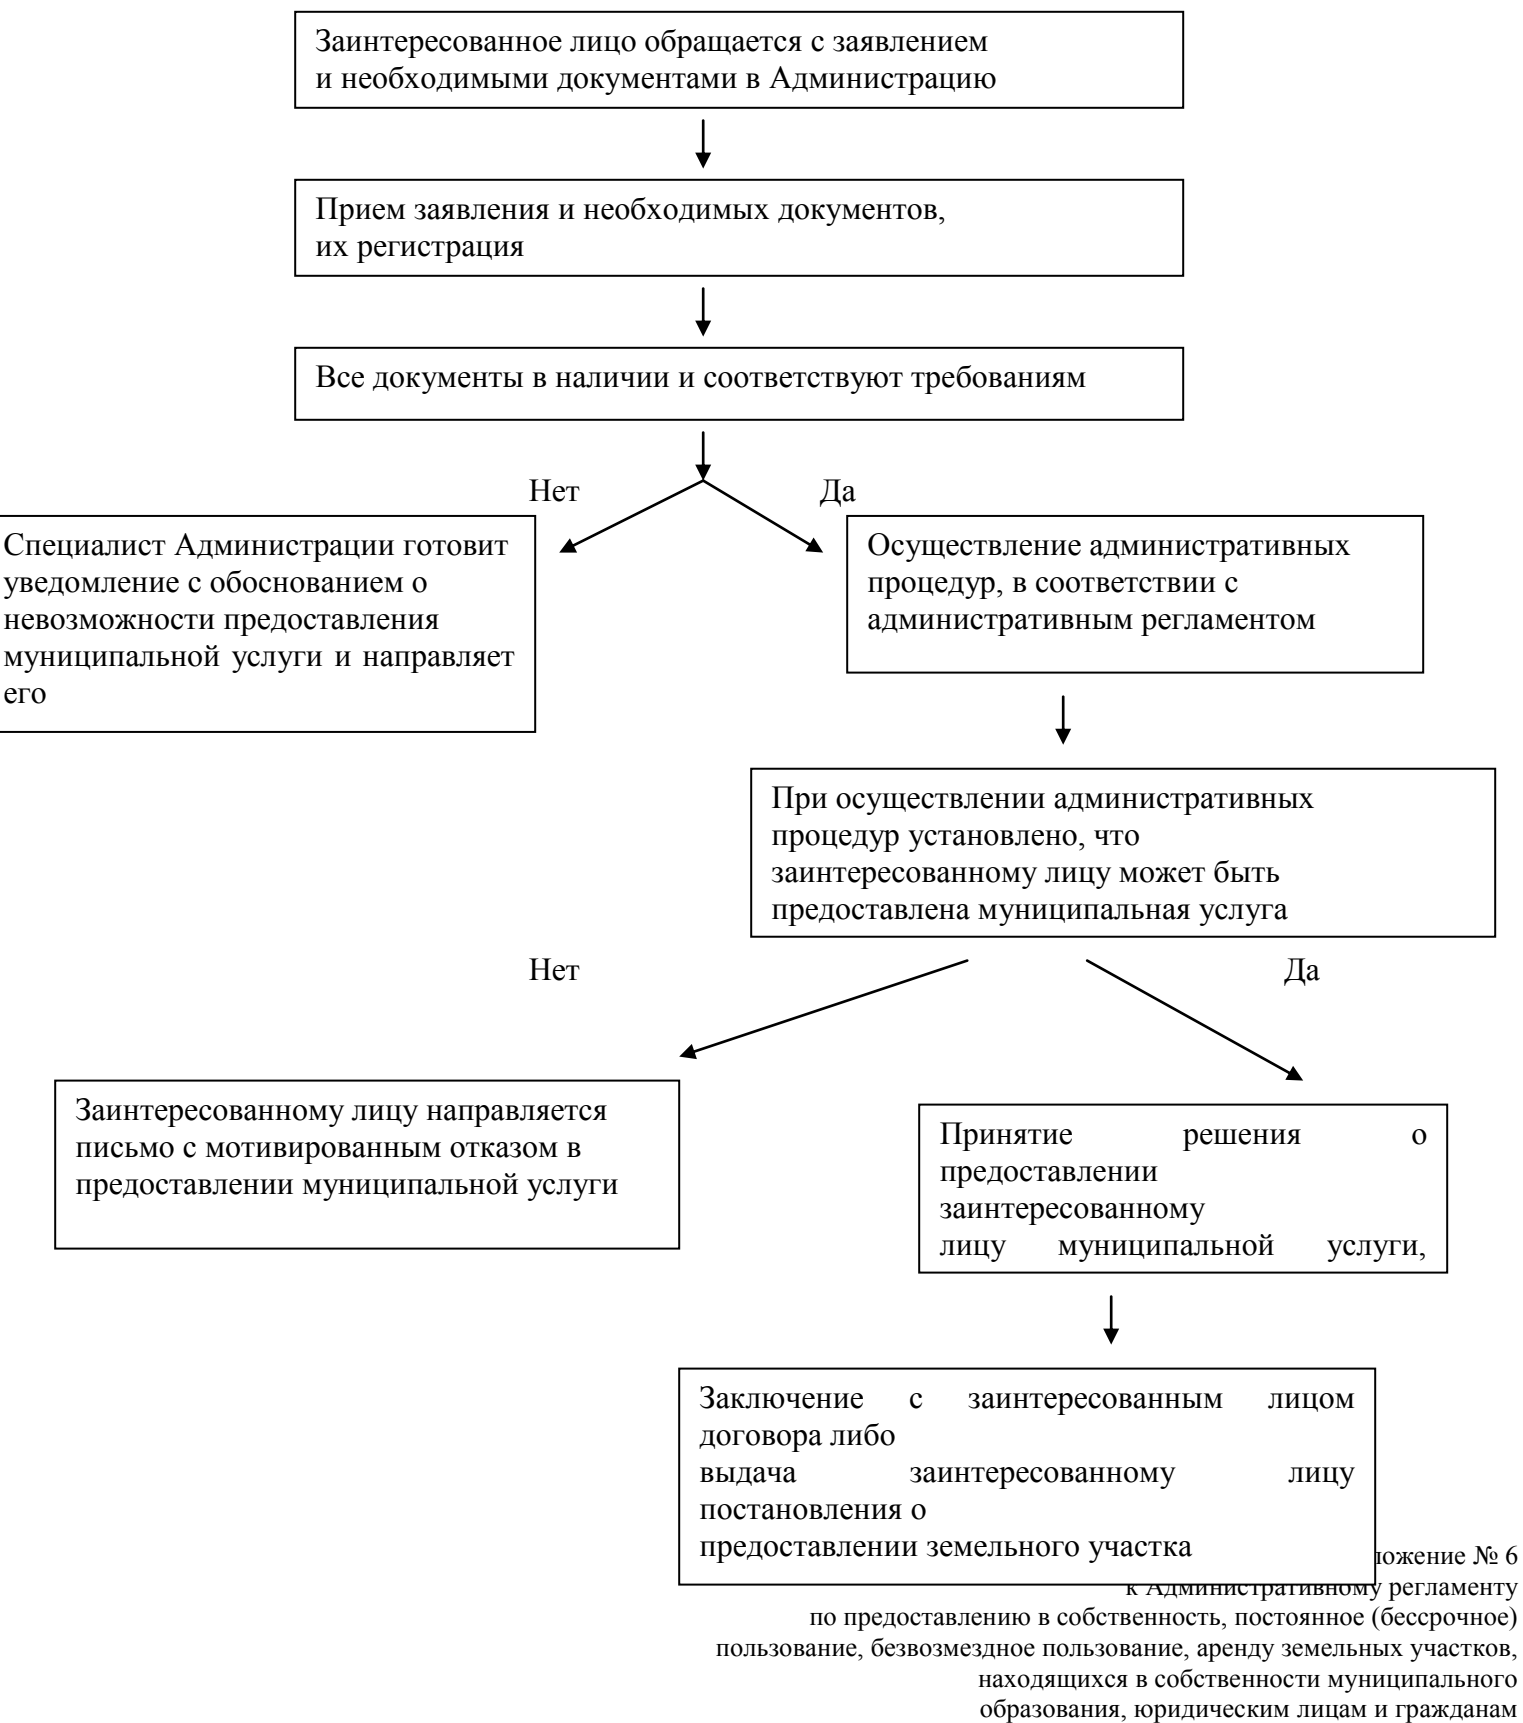 Заинтересованное лицо обращается с заявлением
и необходимыми документами в Администрацию
Прием заявления и необходимых документов,
их регистрация
Все документы в наличии и соответствуют требованиям
Нет
Да
Специалист Администрации готовит
уведомление с обоснованием о
невозможности предоставления
муниципальной услуги и направляет
его
Осуществление административных
процедур, в соответствии с
административным регламентом
При осуществлении административных
процедур установлено, что
заинтересованному лицу может быть
предоставлена муниципальная услуга
Нет
Да
Заинтересованному лицу направляется
письмо с мотивированным отказом в
предоставлении муниципальной услуги
Принятие решения о
предоставлении
заинтересованному
лицу муниципальной услуги,
Заключение с заинтересованным лицом
договора либо
выдача заинтересованному лицу
постановления о
предоставлении земельного участка
ложение № 6
к Административному регламенту
по предоставлению в собственность, постоянное (бессрочное)
пользование, безвозмездное пользование, аренду земельных участков,
находящихся в собственности муниципального
образования, юридическим лицам и гражданам